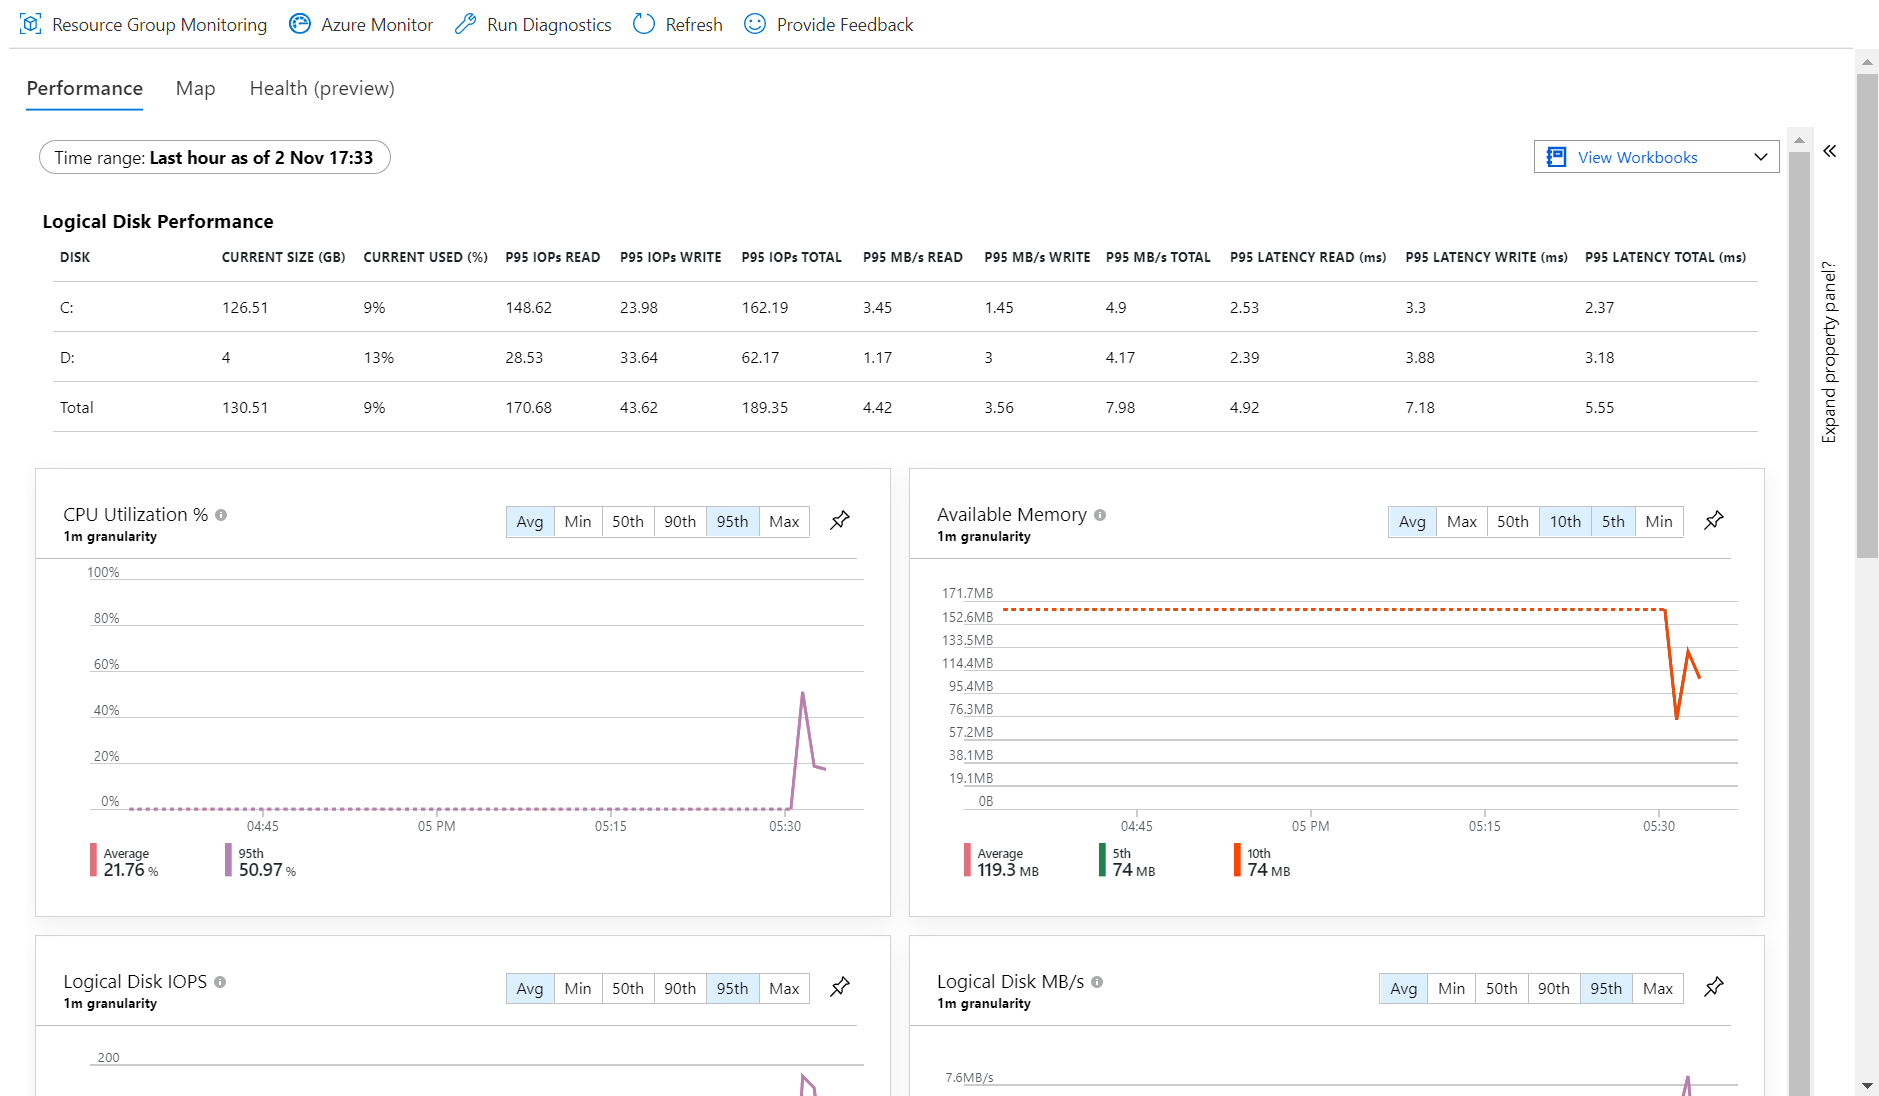 Resource Group Monitoring Azure Monitor Run Diagnostics Refresh Provide Feedback
Performance Map Health (preview)
Time range: Last hour as of 2 Nov 17:33
View Workbooks
Expand property panel?
Logical Disk Performance
DISK CURRENT SIZE (GB) CURRENT USED (%) P95 IOPs READ P95 IOPs WRITE P95 IOPs TOTAL P95 MB/s READ P95 MB/s WRITE P95 MB/s TOTAL P95 LATENCY READ (ms) P95 LATENCY WRITE (ms) P95 LATENCY TOTAL (ms)
C: 126.51 9% 148.62 23.98 162.19 3.45 1.45 4.9 2.53 3.3 2.37
D: 4 13% 28.53 33.64 62.17 1.17 3 4.17 2.39 3.88 3.18
Total 130.51 9% 170.68 43.62 189.35 4.42 3.56 7.98 4.92 7.18 5.55
CPU Utilization %
1m granularity
Avg Min 50th 90th 95th Max
100%
80%
60%
40%
20%
0%
04:45 05 PM 05:15 05:30
Average 95th
21.76 % 50.97 %
Available Memory
1m granularity
Avg Max 50th 10th 5th Min
171.7MB
152.6MB
133.5MB
114.4MB
95.4MB
76.3MB
57.2MB
38.1MB
19.1MB
0B
04:45 05 PM 05:15 05:30
Average 5th 10th
119.3 MB 74 MB 74 MB
Logical Disk IOPS
1m granularity
Avg Min 50th 90th 95th Max
200
Logical Disk MB/s
1m granularity
Avg Min 50th 90th 95th Max
7.6MB/s